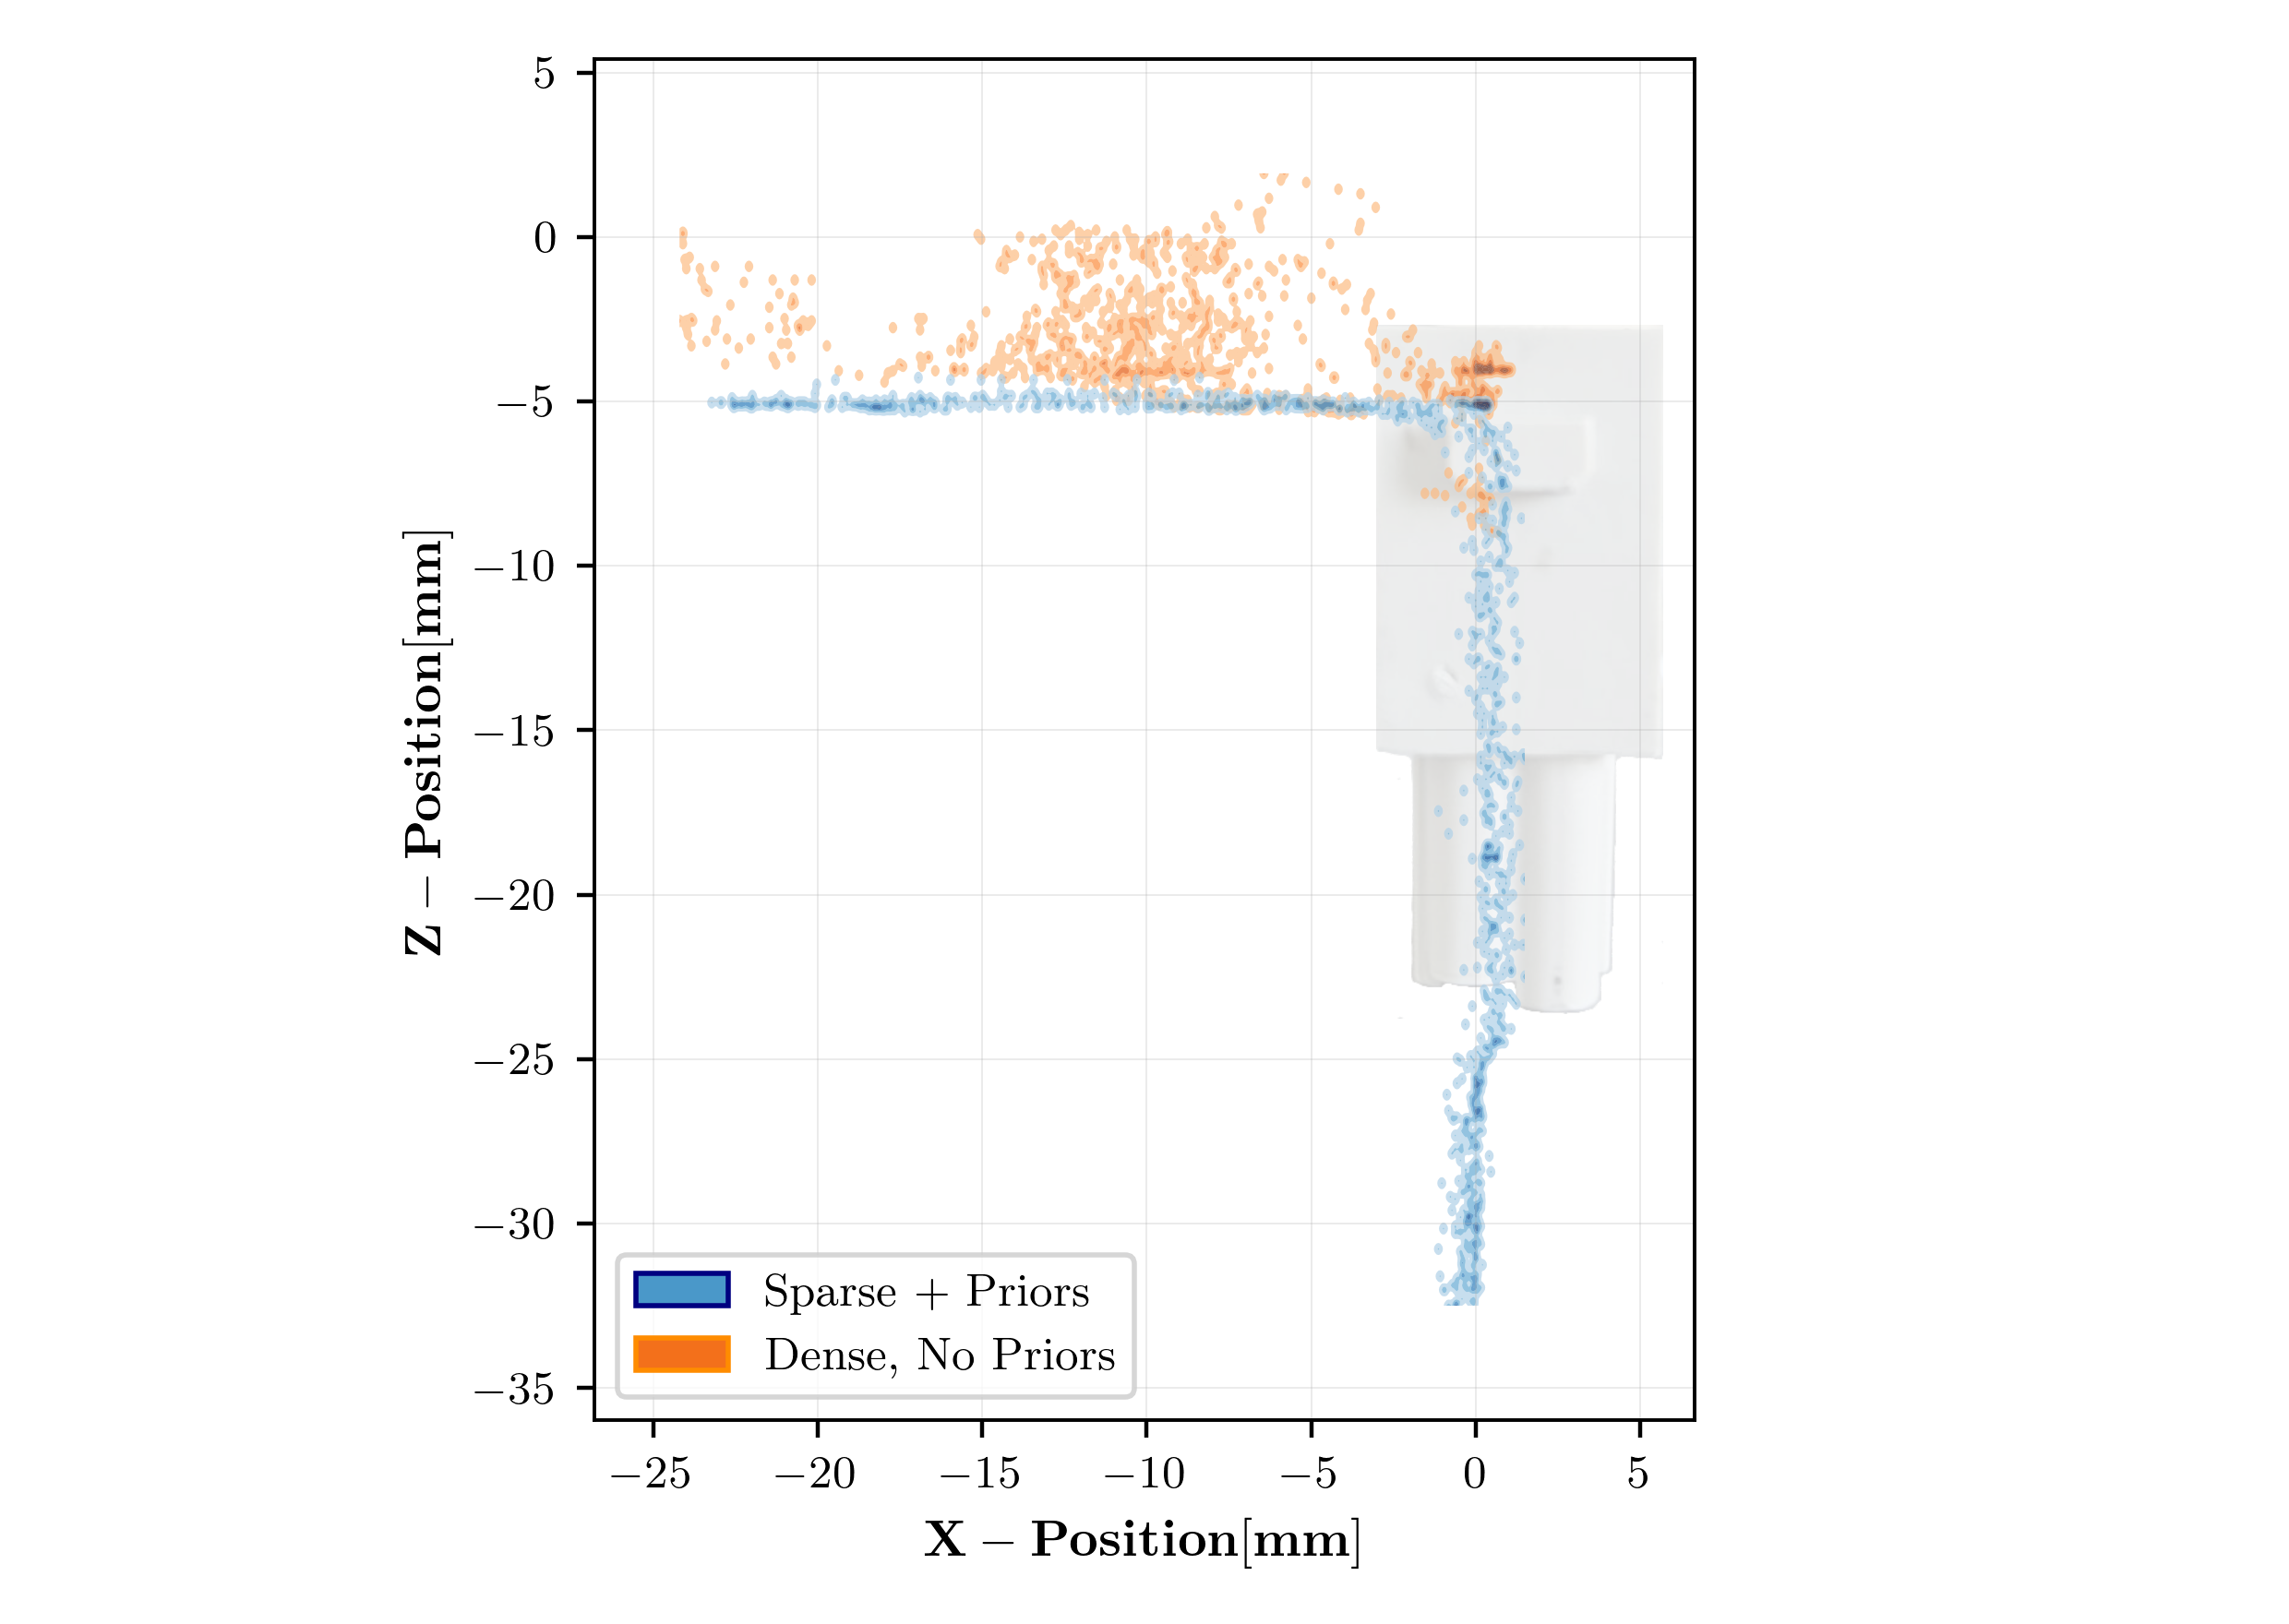 5
0
−5
−10
−15
−20
−25
−30
−35
Z − Position[mm]
Sparse + Priors
Dense, No Priors
−25 −20 −15 −10 −5 0 5
X − Position[mm]